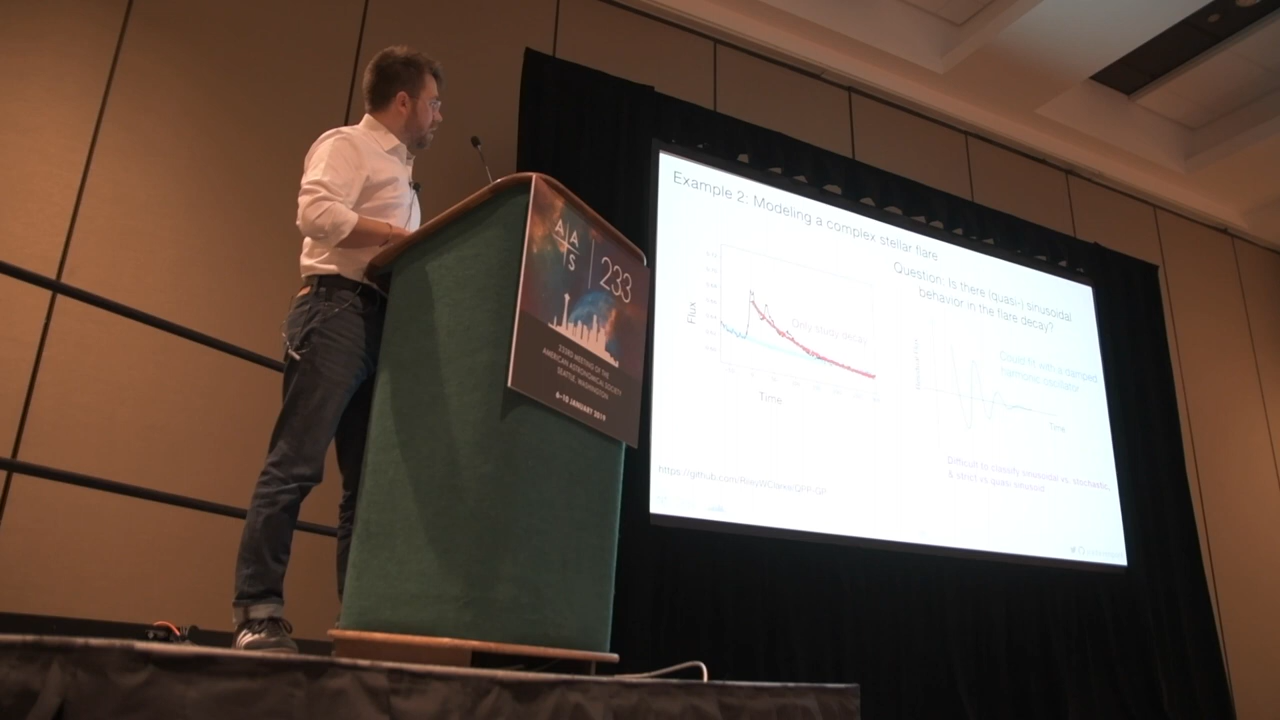 AAS
233
233RD MEETING OF THE
AMERICAN ASTRONOMICAL SOCIETY
SEATTLE, WASHINGTON
6-10 JANUARY 2019
Example 2: Modeling a complex stellar flare
Flux
Only study decay
Time
Question: Is there (quasi-) sinusoidal
behavior in the flare decay?
Could fit with a damped
harmonic oscillator
Time
Difficult to classify sinusoidal vs. stochastic,
& strict vs quasi-sinusoid